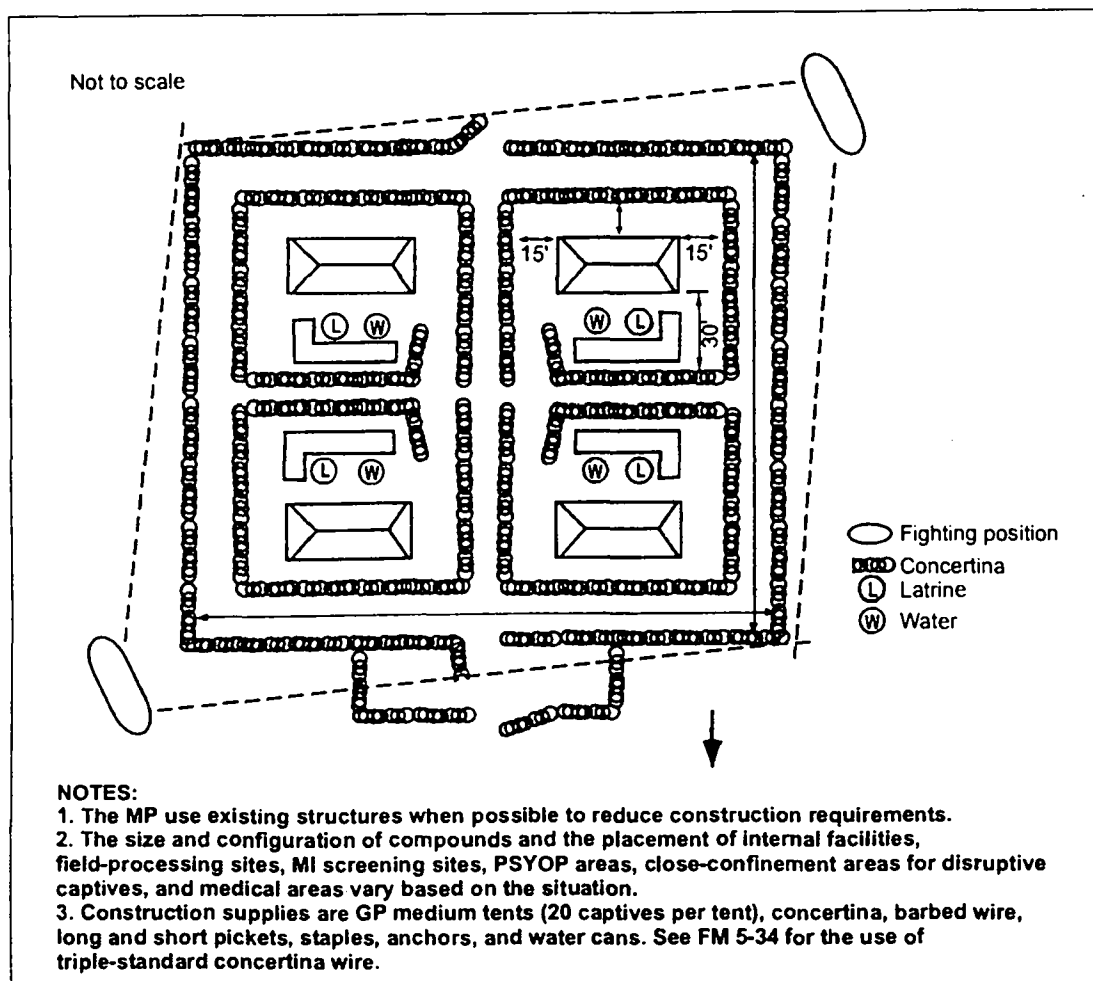 Not to scale
15'
15'
30'
L
W
W
L
L
W
W
L
Fighting position
Concertina
L Latrine
W Water
NOTES:
1. The MP use existing structures when possible to reduce construction requirements.
2. The size and configuration of compounds and the placement of internal facilities,
field-processing sites, MI screening sites, PSYOP areas, close-confinement areas for disruptive
captives, and medical areas vary based on the situation.
3. Construction supplies are GP medium tents (20 captives per tent), concertina, barbed wire,
long and short pickets, staples, anchors, and water cans. See FM 5-34 for the use of
triple-standard concertina wire.